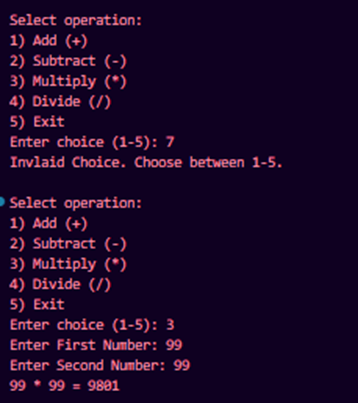 Select operation:
1) Add (+)
2) Subtract (-)
3) Multiply (*)
4) Divide (/)
5) Exit
Enter choice (1-5): 7
Invlaid Choice. Choose between 1-5.
Select operation:
1) Add (+)
2) Subtract (-)
3) Multiply (*)
4) Divide (/)
5) Exit
Enter choice (1-5): 3
Enter First Number: 99
Enter Second Number: 99
99 * 99 = 9801